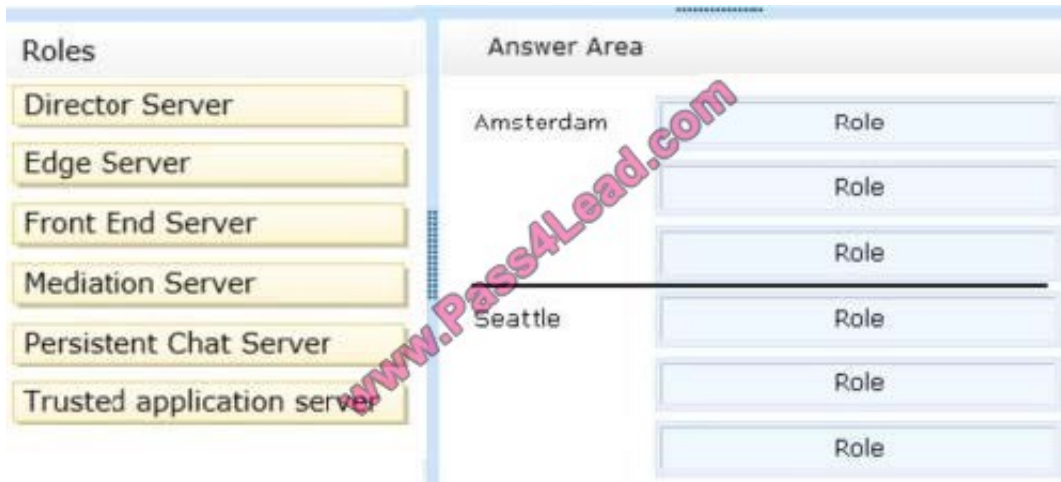 Roles
Director Server
Edge Server
Front End Server
Mediation Server
Persistent Chat Server
Trusted application server
Answer Area
Amsterdam
Role
Role
Role
Seattle
Role
Role
Role
www.Pass4Lead.com